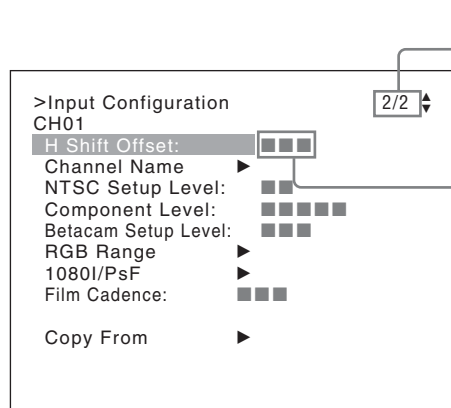 >Input Configuration 2/2
CH01
H Shift Offset: ■■■
Channel Name ►
NTSC Setup Level: ■■
Component Level: ■■■■■
Betacam Setup Level: ■■■
RGB Range ►
1080I/PsF ►
Film Cadence: ■■■
Copy From ►